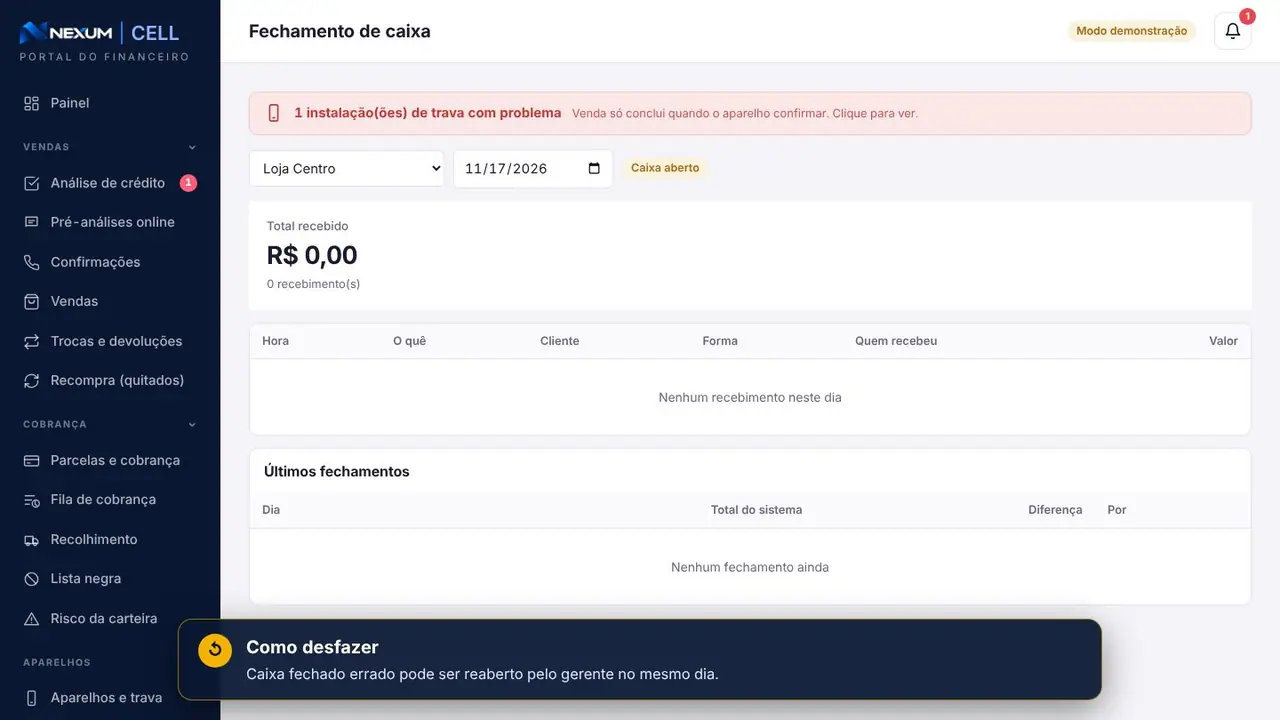 NEXUM | CELL
PORTAL DO FINANCEIRO
Painel
VENDAS
Análise de crédito 1
Pré-análises online
Confirmações
Vendas
Trocas e devoluções
Recompra (quitados)
COBRANÇA
Parcelas e cobrança
Fila de cobrança
Recolhimento
Lista negra
Risco da carteira
APARELHOS
Aparelhos e trava
Fechamento de caixa
Modo demonstração
1
1 instalação(ões) de trava com problema Venda só conclui quando o aparelho confirmar. Clique para ver.
Loja Centro 11/17/2026 Caixa aberto
Total recebido
R$ 0,00
0 recebimento(s)
Hora O quê Cliente Forma Quem recebeu Valor
Nenhum recebimento neste dia
Últimos fechamentos
Dia Total do sistema Diferença Por
Nenhum fechamento ainda
Como desfazer
Caixa fechado errado pode ser reaberto pelo gerente no mesmo dia.